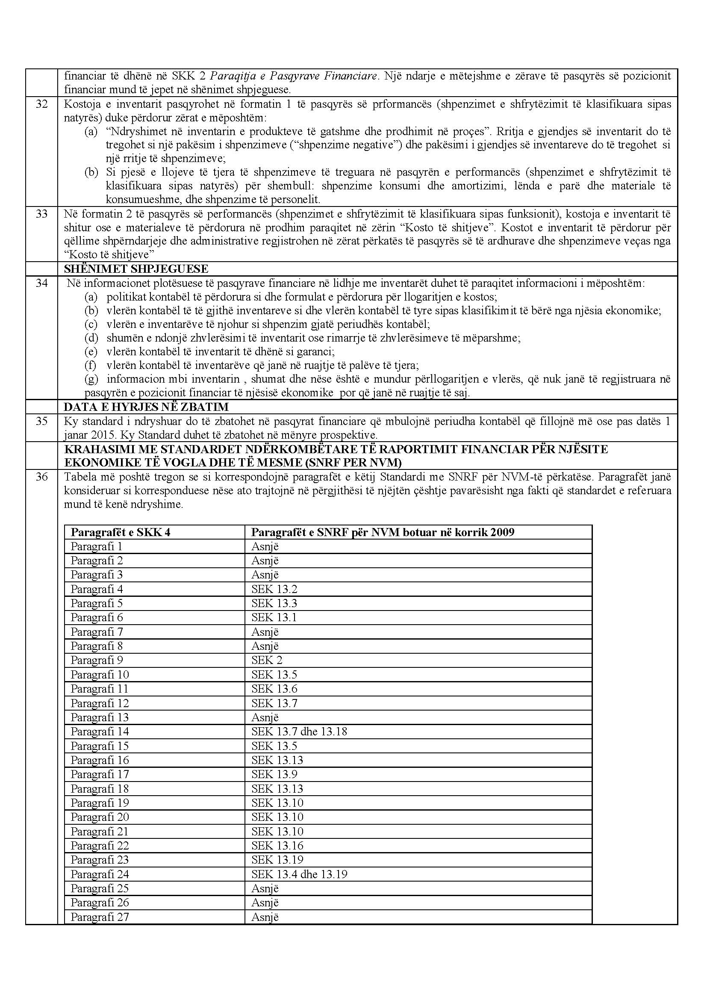 financiar të dhënë në SKK 2 Paraqitja e Pasqyrave Financiare. Një ndarje e mëtejshme e zërave të pasqyrës së pozicionit
financiar mund të jepet në shënimet shpjeguese.
32 Kostoja e inventarit pasqyrohet në formatin 1 të pasqyrës së prformancës (shpenzimet e shfrytëzimit të klasifikuara sipas
natyrës) duke përdorur zërat e mëposhtëm:
(a) “Ndryshimet në inventarin e produkteve të gatshme dhe prodhimit në proçes”. Rritja e gjendjes së inventarit do të
tregohet si një pakësim i shpenzimeve (“shpenzime negative”) dhe pakësimi i gjendjes së inventareve do të tregohet si
një rritje të shpenzimeve;
(b) Si pjesë e llojeve të tjera të shpenzimeve të treguara në pasqyrën e performancës (shpenzimet e shfrytëzimit të
klasifikuara sipas natyrës) për shembull: shpenzime konsumi dhe amortizimi, lënda e parë dhe materiale të
konsumueshme, dhe shpenzime të personelit.
33 Në formatin 2 të pasqyrës së performancës (shpenzimet e shfrytëzimit të klasifikuara sipas funksionit), kostoja e inventarit të
shitur ose e materialeve të përdorura në prodhim paraqitet në zërin “Kosto të shitjeve”. Kostot e inventarit të përdorur për
qëllime shpërndarjeje dhe administrative regjistrohen në zërat përkatës të pasqyrës së të ardhurave dhe shpenzimeve veças nga
“Kosto të shitjeve”
SHËNIMET SHPJEGUESE
34 Në informacionet plotësuese të pasqyrave financiare në lidhje me inventarët duhet të paraqitet informacioni i mëposhtëm:
(a) politikat kontabël të përdorura si dhe formulat e përdorura për llogaritjen e kostos;
(b) vlerën kontabël të të gjithë inventareve si dhe vlerën kontabël të tyre sipas klasifikimit të bërë nga njësia ekonomike;
(c) vlerën e inventarëve të njohur si shpenzim gjatë periudhës kontabël;
(d) shumën e ndonjë zhvlerësimi të inventarit ose rimarrje të zhvlerësimeve të mëparshme;
(e) vlerën kontabël të inventarit të dhënë si garanci;
(f) vlerën kontabël të inventarëve që janë në ruajtje të palëve të tjera;
(g) informacion mbi inventarin , shumat dhe nëse është e mundur përllogaritjen e vlerës, që nuk janë të regjistruara në
pasqyrën e pozicionit financiar të njësisë ekonomike por që janë në ruajtje të saj.
DATA E HYRJES NË ZBATIM
35 Ky standard i ndryshuar do të zbatohet në pasqyrat financiare që mbulojnë periudha kontabël që fillojnë më ose pas datës 1
janar 2015. Ky Standard duhet të zbatohet në mënyre prospektive.
KRAHASIMI ME STANDARDET NDËRKOMBËTARE TË RAPORTIMIT FINANCIAR PËR NJËSITE
EKONOMIKE TË VOGLA DHE TË MESME (SNRF PER NVM)
36 Tabela më poshtë tregon se si korrespondojnë paragrafët e këtij Standardi me SNRF për NVM-të përkatëse. Paragrafët janë
konsideruar si korresponduese nëse ato trajtojnë në përgjithësi të njëjtën çështje pavarësisht nga fakti që standardet e referuara
mund të kenë ndryshime.
Paragrafët e SKK 4 Paragrafët e SNRF për NVM botuar në korrik 2009
Paragrafi 1 Asnjë
Paragrafi 2 Asnjë
Paragrafi 3 Asnjë
Paragrafi 4 SEK 13.2
Paragrafi 5 SEK 13.3
Paragrafi 6 SEK 13.1
Paragrafi 7 Asnjë
Paragrafi 8 Asnjë
Paragrafi 9 SEK 2
Paragrafi 10 SEK 13.5
Paragrafi 11 SEK 13.6
Paragrafi 12 SEK 13.7
Paragrafi 13 Asnjë
Paragrafi 14 SEK 13.7 dhe 13.18
Paragrafi 15 SEK 13.5
Paragrafi 16 SEK 13.13
Paragrafi 17 SEK 13.9
Paragrafi 18 SEK 13.13
Paragrafi 19 SEK 13.10
Paragrafi 20 SEK 13.10
Paragrafi 21 SEK 13.10
Paragrafi 22 SEK 13.16
Paragrafi 23 SEK 13.19
Paragrafi 24 SEK 13.4 dhe 13.19
Paragrafi 25 Asnjë
Paragrafi 26 Asnjë
Paragrafi 27 Asnjë